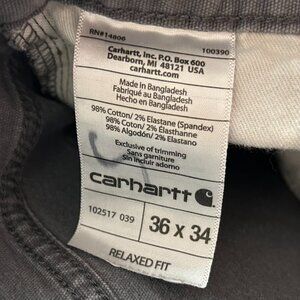 RN#14806 100390
Carhartt, Inc. P.O. Box 600
Dearborn, MI 48121 USA
carhartt.com
Made in Bangladesh
Fabriqué au Bangladesh
Hecho en Bangladesh
98% Cotton/ 2% Elastane (Spandex)
98% Coton/ 2% Élasthanne
98% Algodón/ 2% Elastano
Exclusive of trimming
Sans garniture
Sin incluir adorno
carhartt
102517 039
36 x 34
RELAXED FIT